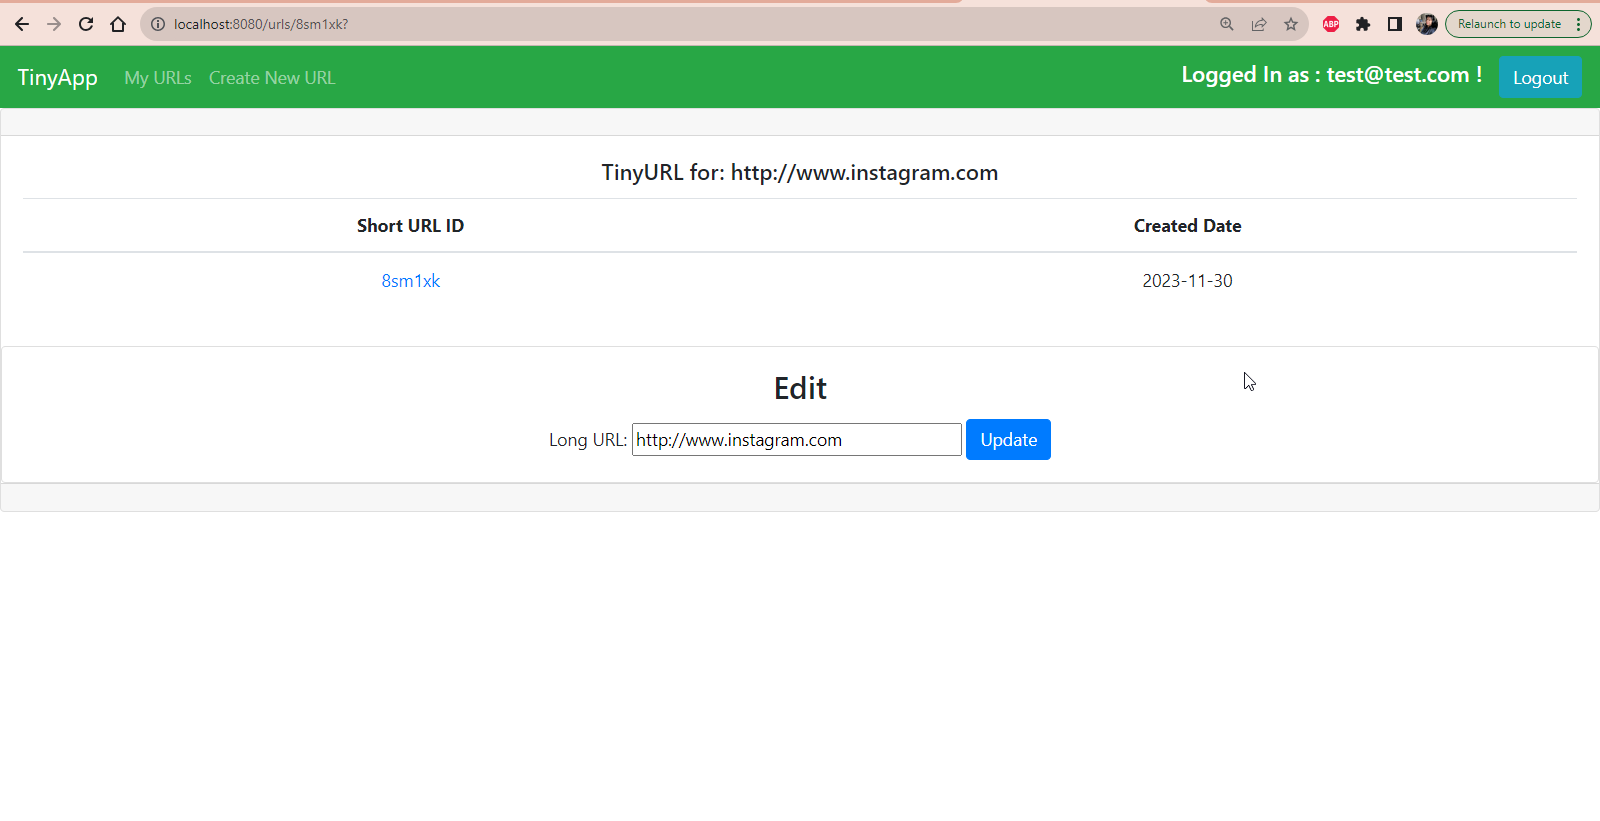 localhost:8080/urls/8sm1xk?
ABP
Relaunch to update
TinyApp My URLs Create New URL Logged In as : test@test.com ! Logout
TinyURL for: http://www.instagram.com
Short URL ID Created Date
8sm1xk 2023-11-30
Edit
Long URL: http://www.instagram.com Update